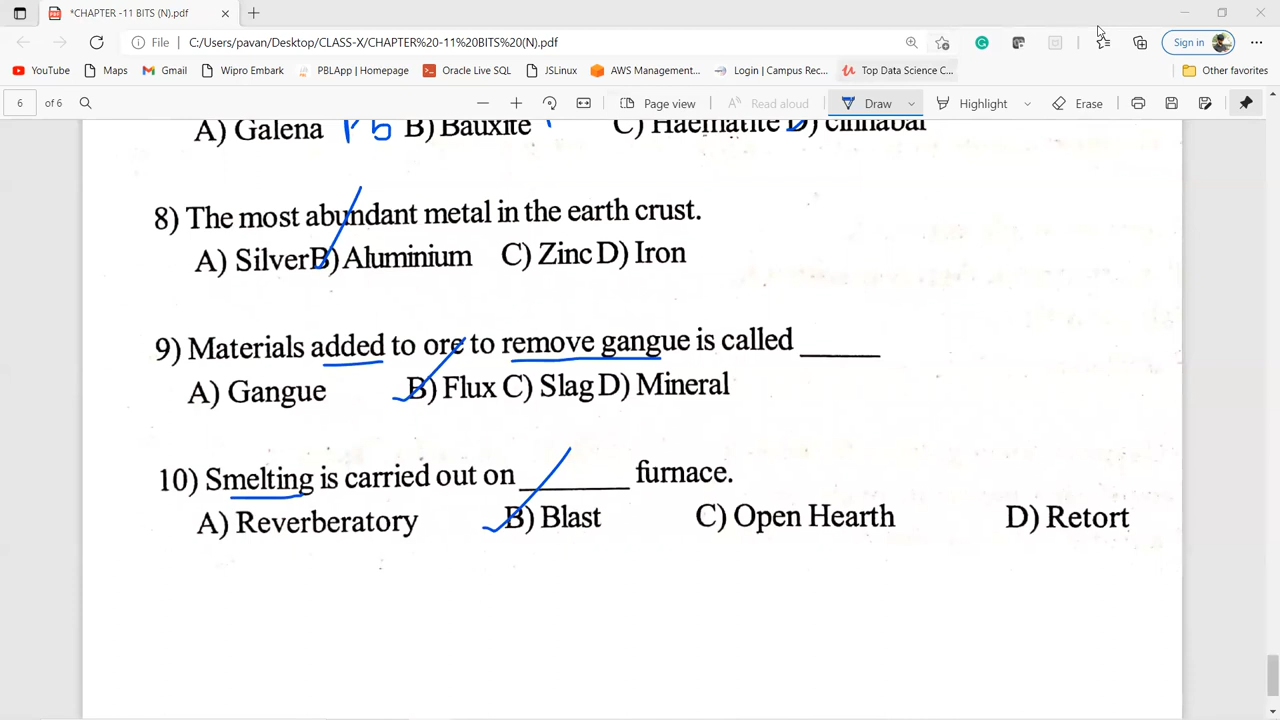 *CHAPTER -11 BITS (N).pdf
File C:/Users/pavan/Desktop/CLASS-X/CHAPTER%20-11%20BITS%20(N).pdf Sign in
YouTube Maps Gmail Wipro Embark PBLApp | Homepage Oracle Live SQL JSLinux AWS Management... Login | Campus Rec... Top Data Science C... Other favorites
6 of 6 Page view Read aloud Draw Highlight Erase
A) Galena Pb B) Bauxite C) Haematite D) cinnabar
8) The most abundant metal in the earth crust.
A) Silver B) Aluminium C) Zinc D) Iron
9) Materials added to ore to remove gangue is called ______
A) Gangue B) Flux C) Slag D) Mineral
10) Smelting is carried out on ________ furnace.
A) Reverberatory B) Blast C) Open Hearth D) Retort